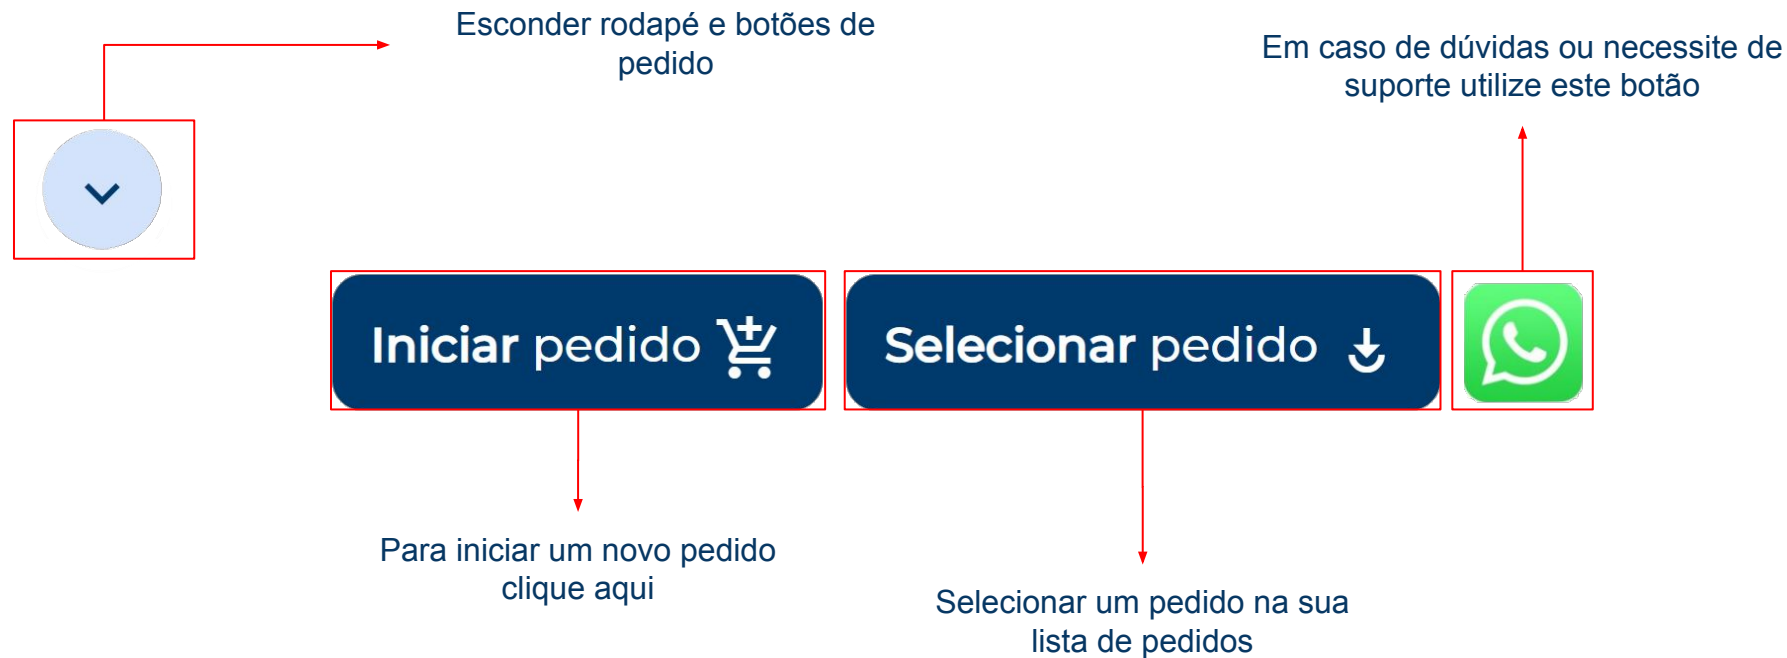 Esconder rodapé e botões de
pedido
Em caso de dúvidas ou necessite de
suporte utilize este botão
Iniciar pedido
Selecionar pedido
Para iniciar um novo pedido
clique aqui
Selecionar um pedido na sua
lista de pedidos